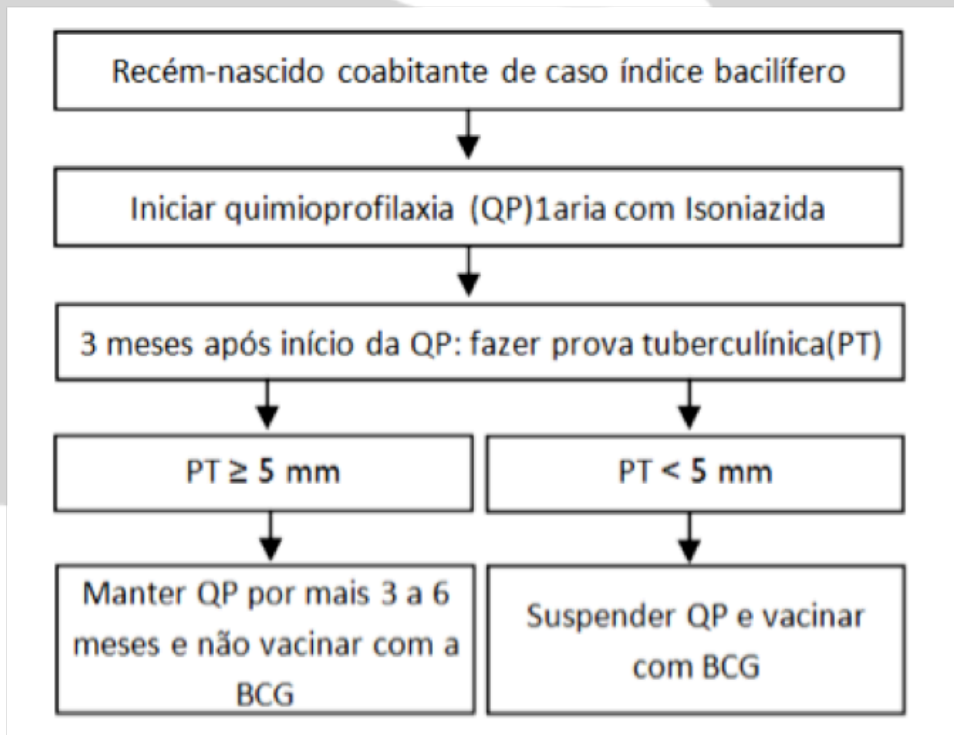 Recém-nascido coabitante de caso índice bacilífero
Iniciar quimioprofilaxia (QP)1aria com Isoniazida
3 meses após início da QP: fazer prova tuberculínica(PT)
PT ≥ 5 mm
PT < 5 mm
Manter QP por mais 3 a 6
meses e não vacinar com a
BCG
Suspender QP e vacinar
com BCG